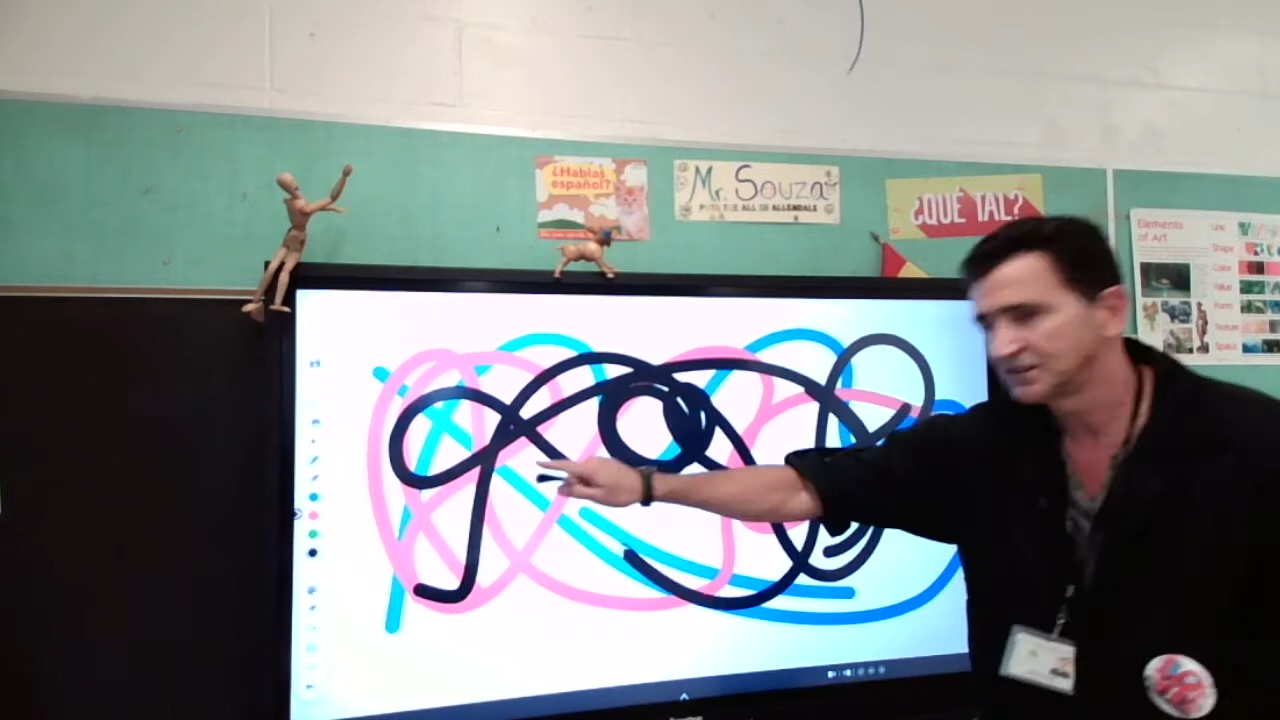 ¿Hablas
español?
Mr. Souza
¿QUÉ TAL?
Elements
of Art
Line
Shape
Color
Value
Form
Texture
Space